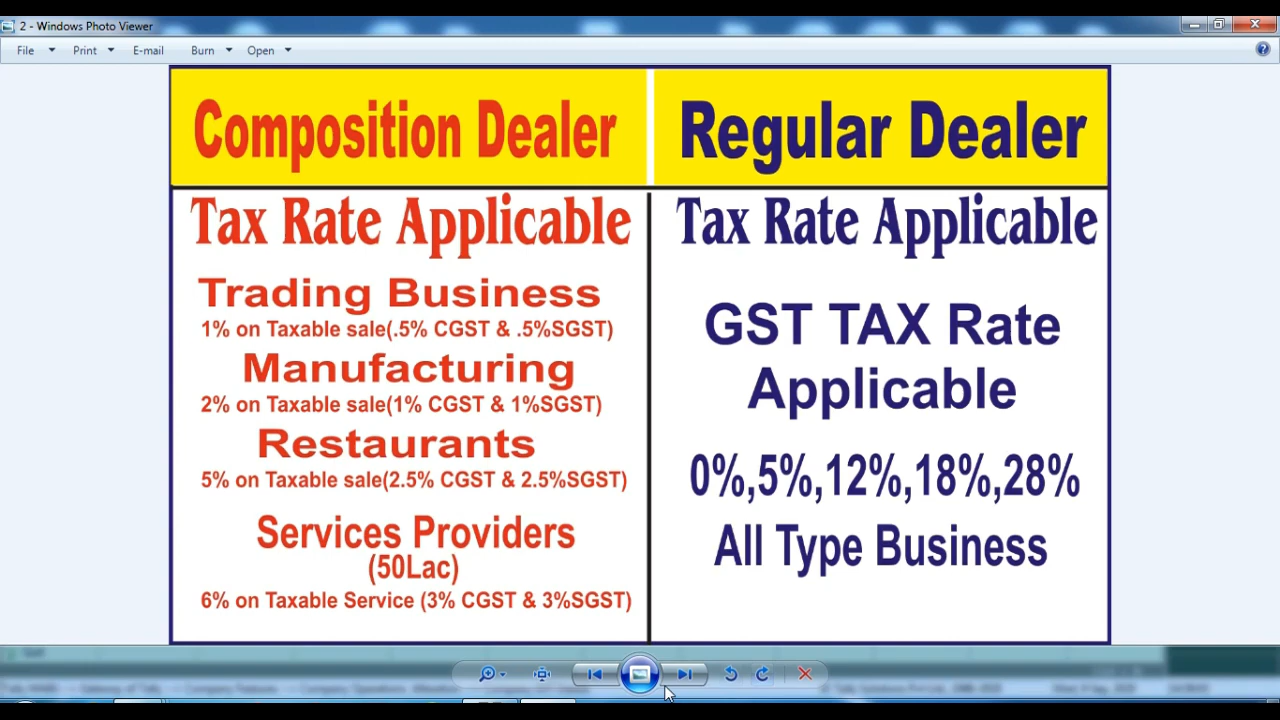 2 - Windows Photo Viewer
File Print E-mail Burn Open
Composition Dealer
Tax Rate Applicable
Trading Business
1% on Taxable sale(.5% CGST & .5%SGST)
Manufacturing
2% on Taxable sale(1% CGST & 1%SGST)
Restaurants
5% on Taxable sale(2.5% CGST & 2.5%SGST)
Services Providers
(50Lac)
6% on Taxable Service (3% CGST & 3%SGST)
Regular Dealer
Tax Rate Applicable
GST TAX Rate
Applicable
0%,5%,12%,18%,28%
All Type Business